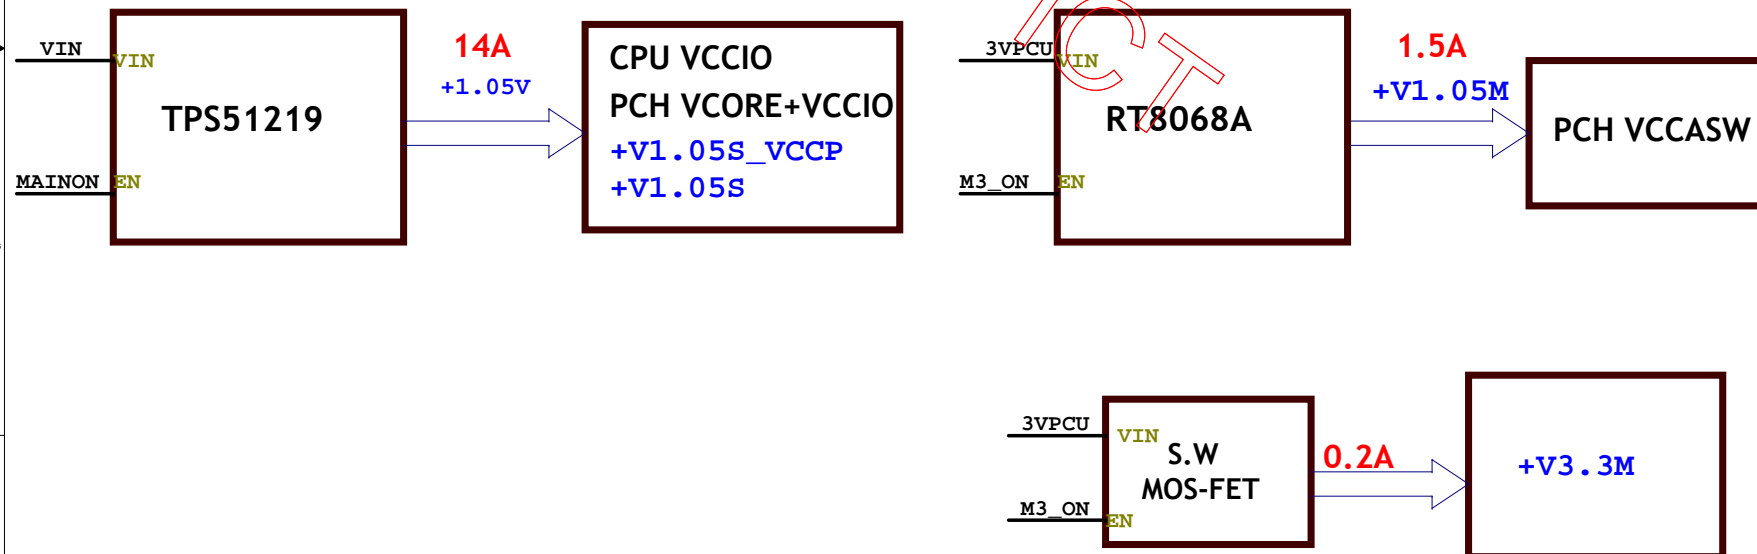 VIN
VIN
MAINON
EN
TPS51219
14A
+1.05V
CPU VCCIO
PCH VCORE+VCCIO
+V1.05S_VCCP
+V1.05S
3VPCU
VIN
M3_ON
EN
RT8068A
CT
1.5A
+V1.05M
PCH VCCASW
3VPCU
VIN
M3_ON
EN
S.W
MOS-FET
0.2A
+V3.3M